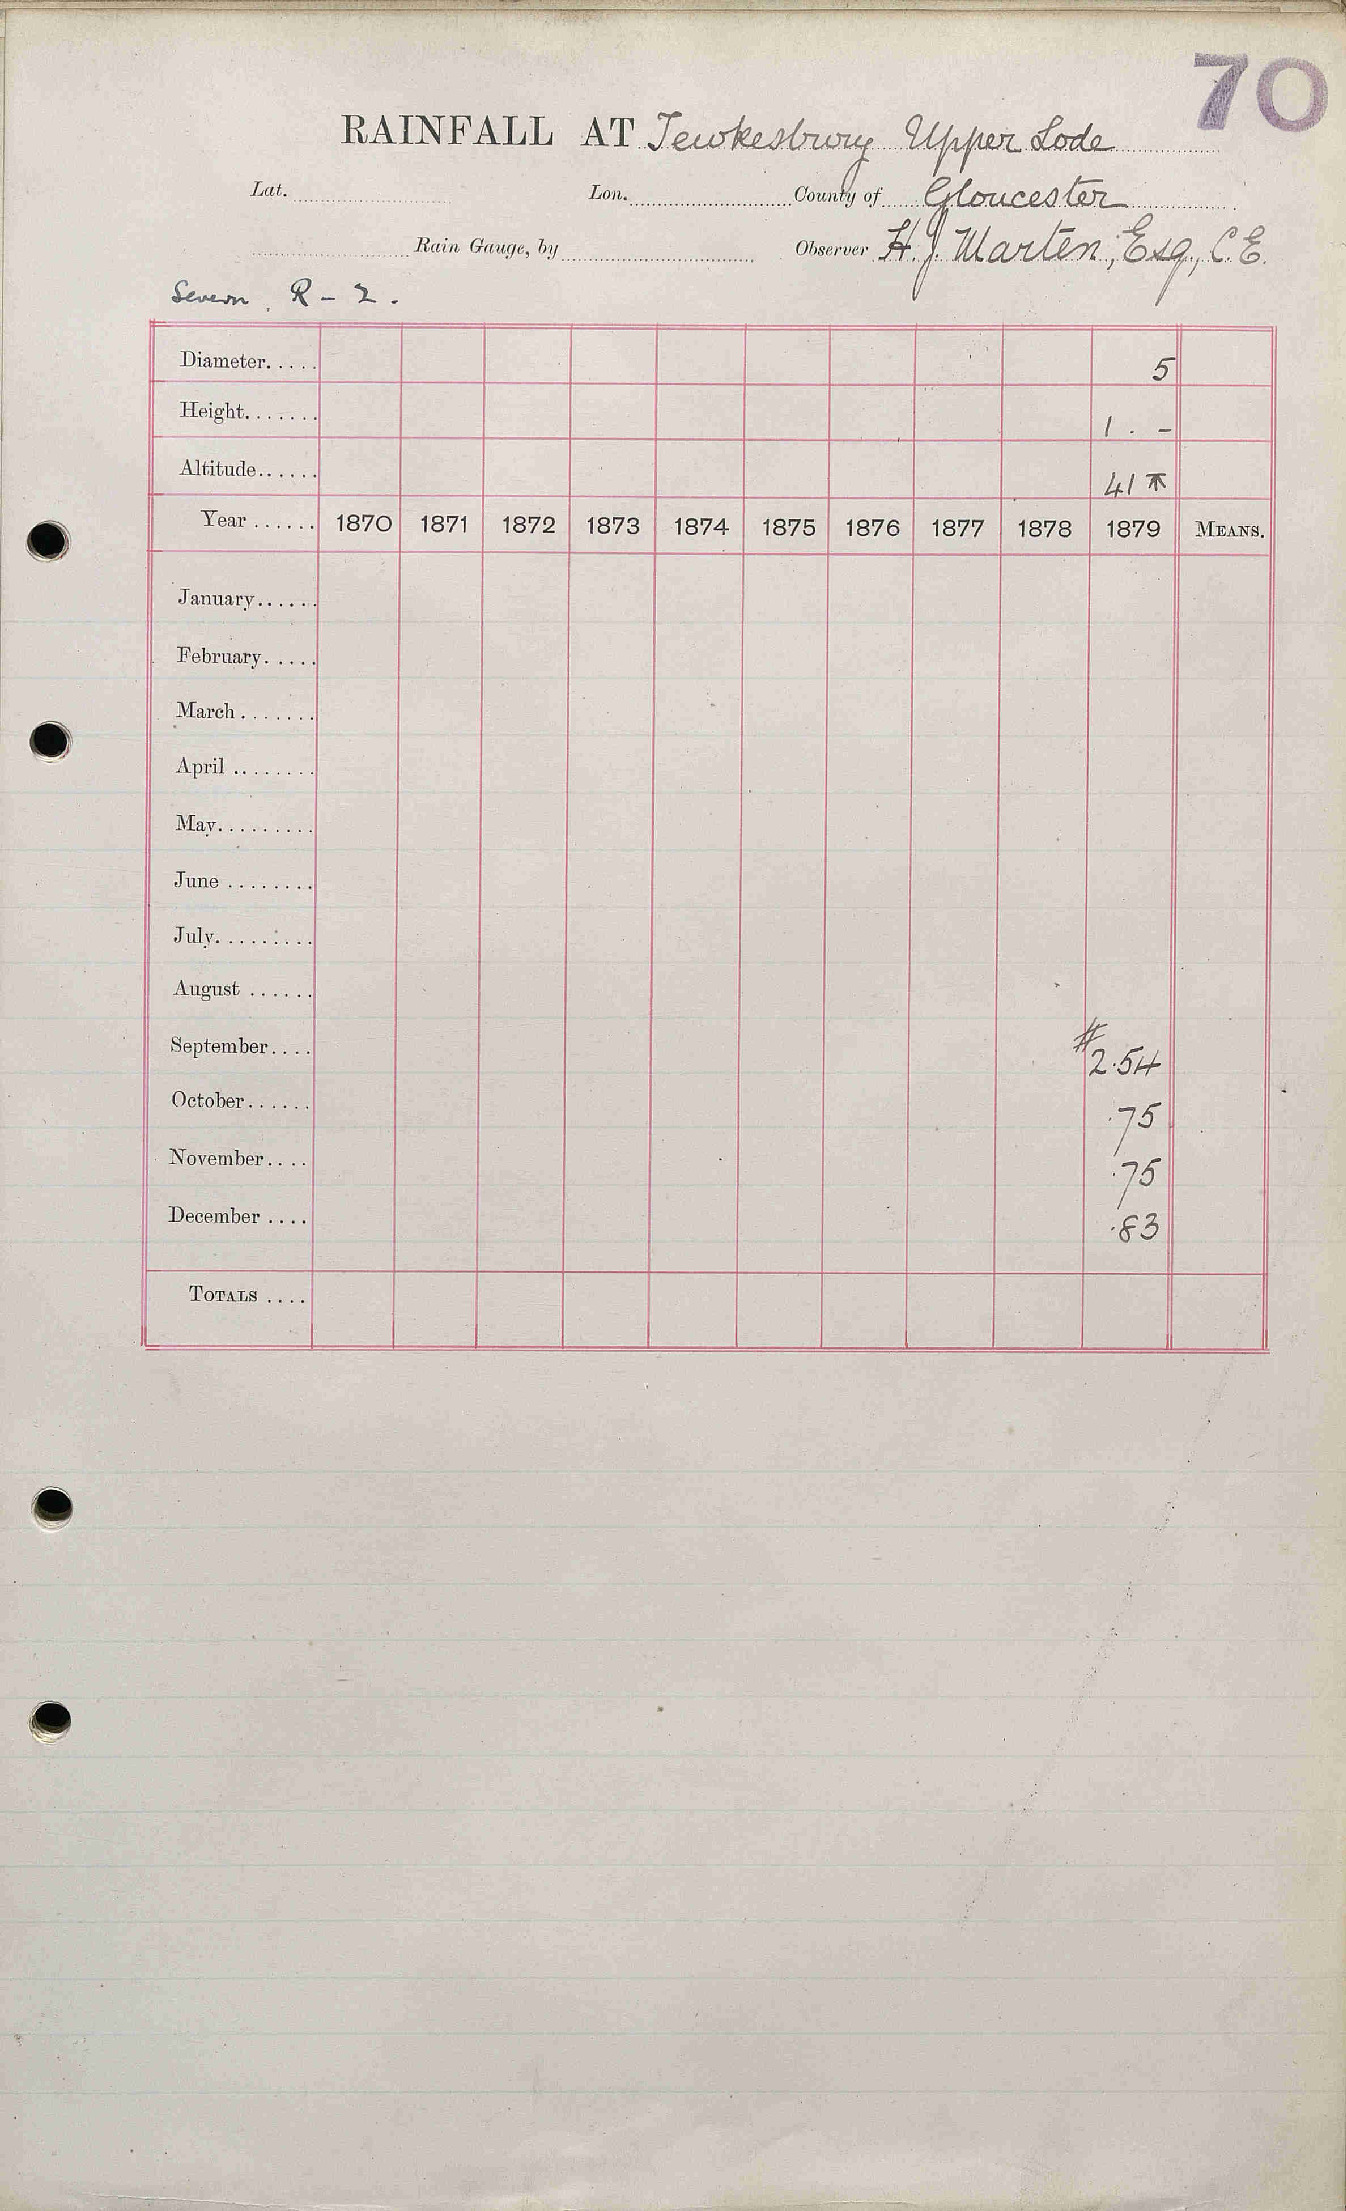 70
RAINFALL AT Tewkesbury Upper Lode
Lat. Lon. County of Gloucester
Rain Gauge, by Observer H. J. Marten, Esq., C.E.
Severn R - 2.
Diameter 5
Height 1 . -
Altitude 41
Year 1870 1871 1872 1873 1874 1875 1876 1877 1878 1879 MEANS.
January
February
March
April
May
June
July
August
September #2.54
October .75
November .75
December .83
TOTALS